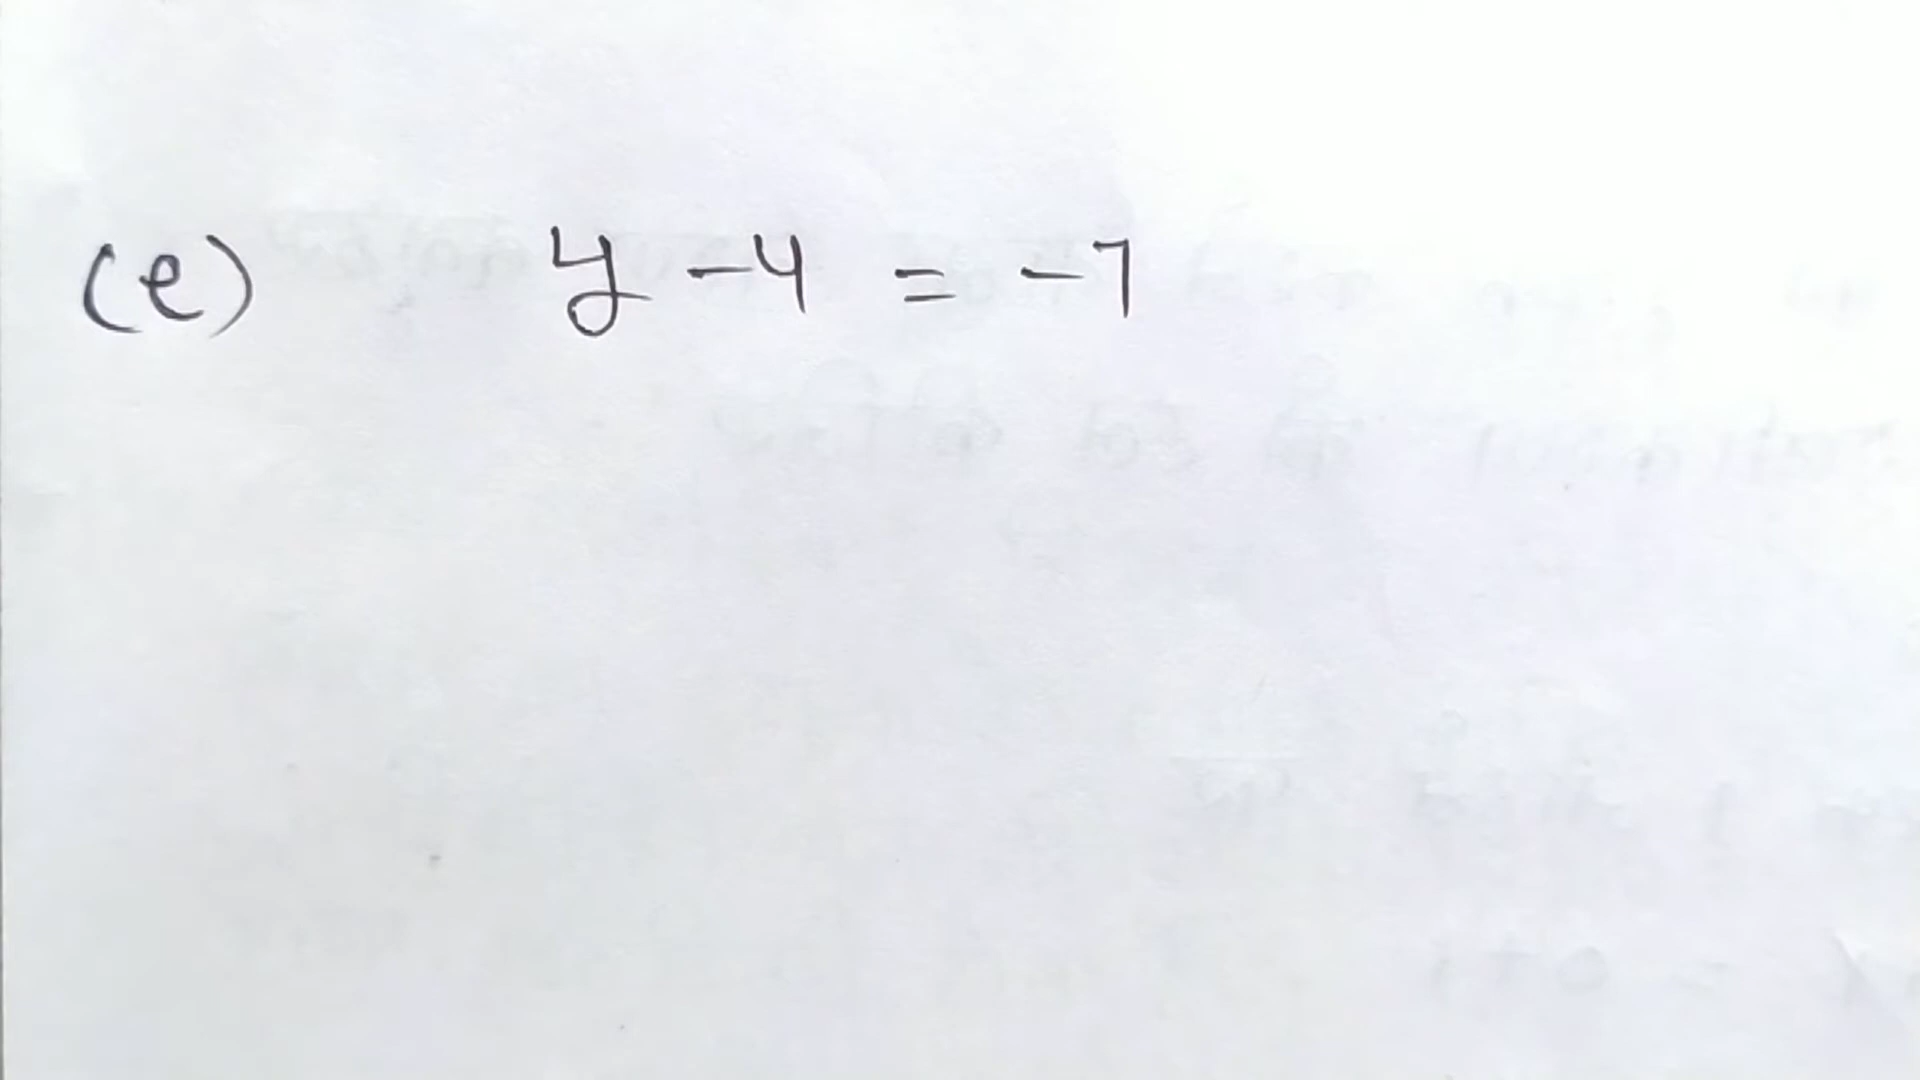 (e) y - 4 = -7